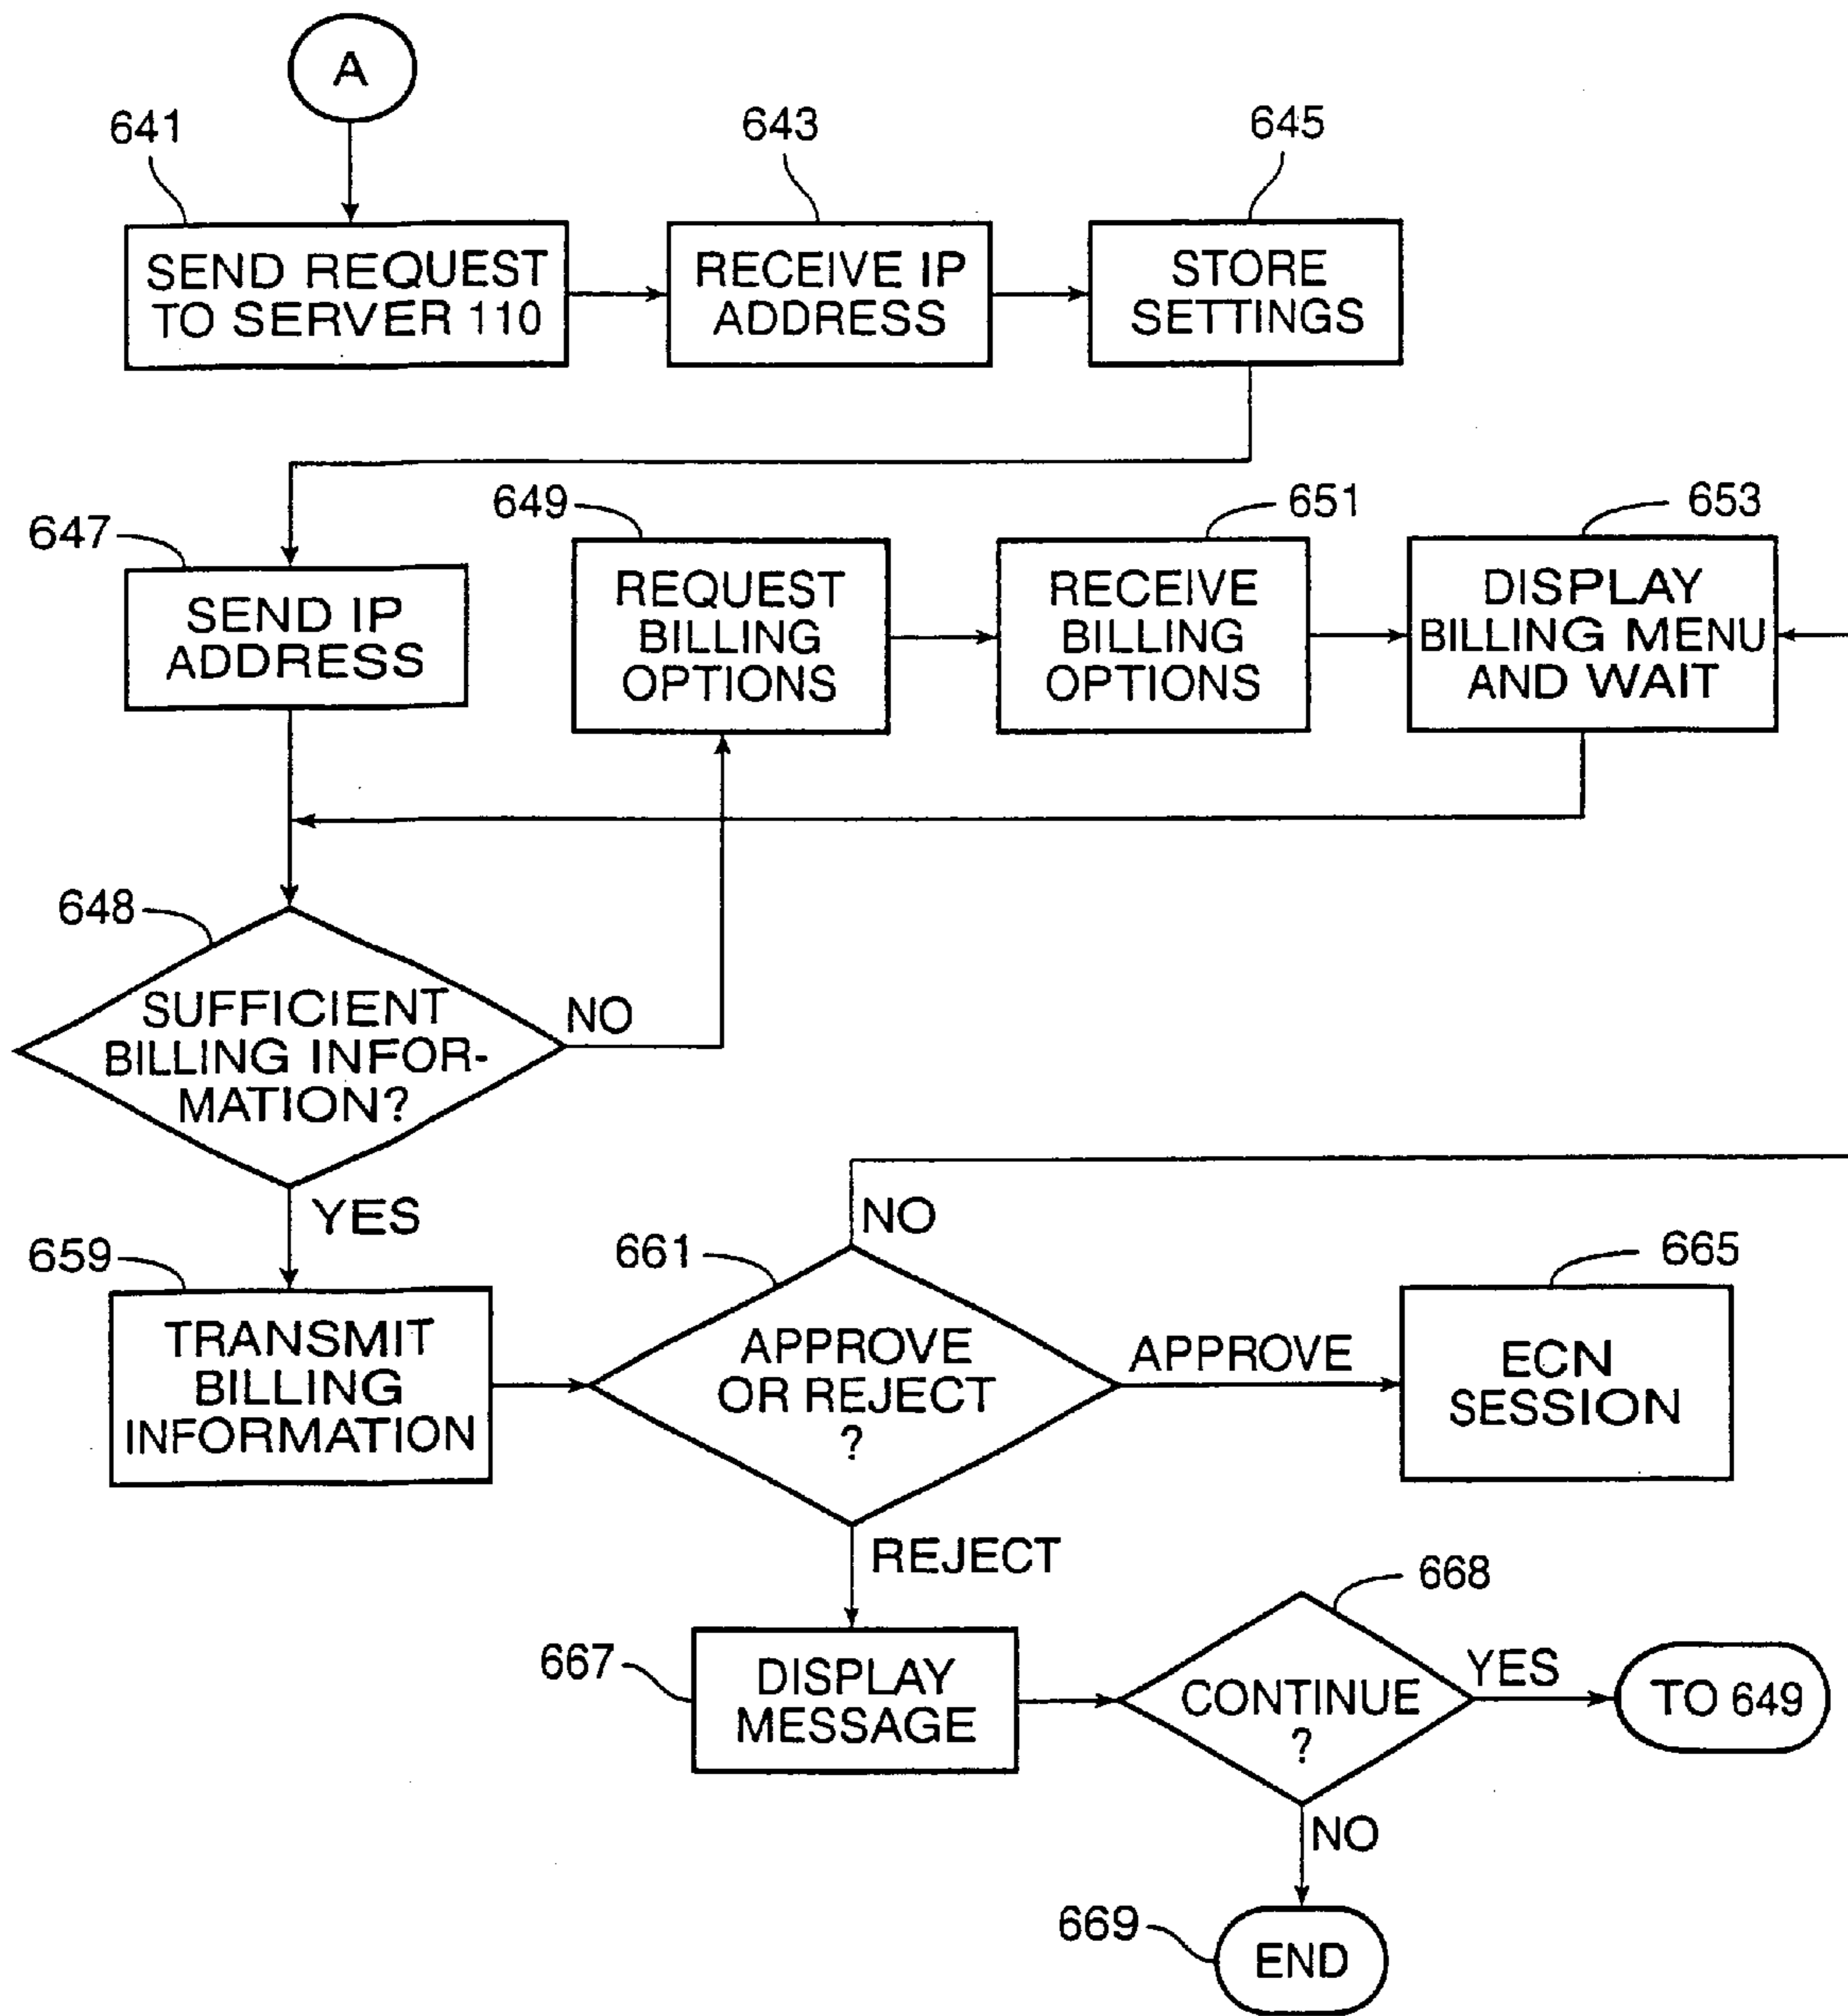 A
641
643
645
SEND REQUEST
TO SERVER 110
RECEIVE IP
ADDRESS
STORE
SETTINGS
647
649
651
653
SEND IP
ADDRESS
REQUEST
BILLING
OPTIONS
RECEIVE
BILLING
OPTIONS
DISPLAY
BILLING MENU
AND WAIT
648
SUFFICIENT
BILLING INFOR-
MATION?
NO
YES
659
TRANSMIT
BILLING
INFORMATION
661
NO
APPROVE
OR REJECT
?
APPROVE
665
ECN
SESSION
REJECT
667
DISPLAY
MESSAGE
668
CONTINUE
?
YES
TO 649
NO
669
END